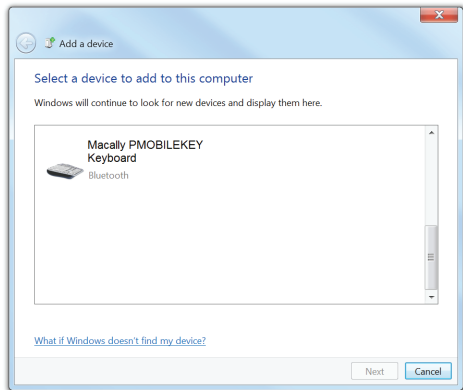 Add a device
Select a device to add to this computer
Windows will continue to look for new devices and display them here.
Macally PMOBILEKEY
Keyboard
Bluetooth
What if Windows doesn't find my device?
Next
Cancel